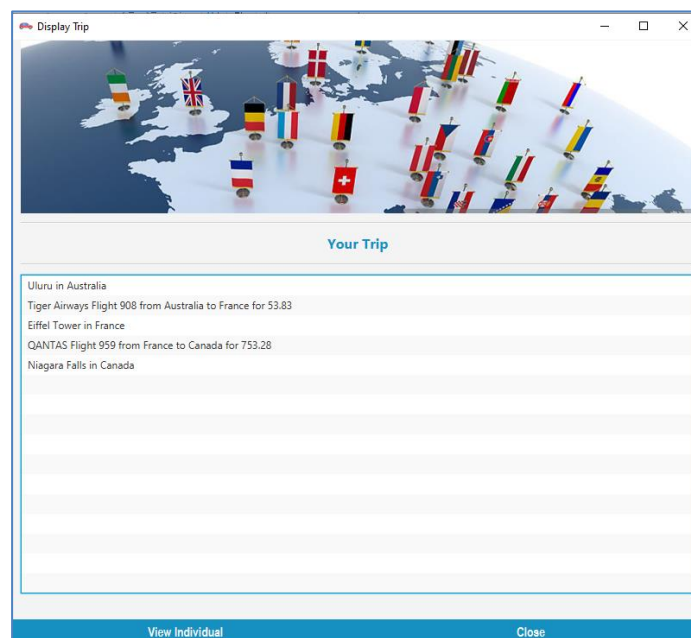 Display Trip
Your Trip
Uluru in Australia
Tiger Airways Flight 908 from Australia to France for 53.83
Eiffel Tower in France
QANTAS Flight 959 from France to Canada for 753.28
Niagara Falls in Canada
View Individual
Close